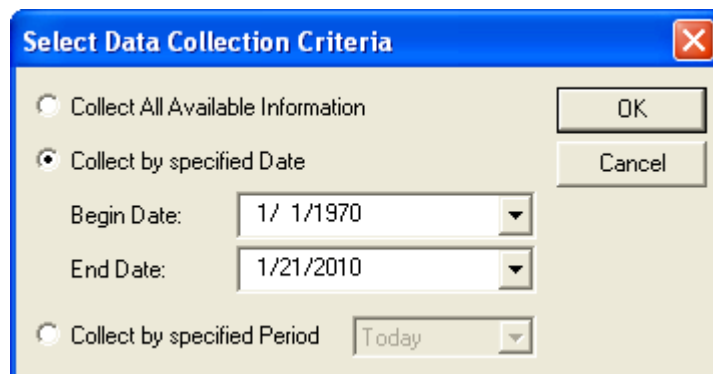 Select Data Collection Criteria
Collect All Available Information
OK
Collect by specified Date
Cancel
Begin Date: 1/ 1/1970
End Date: 1/21/2010
Collect by specified Period Today